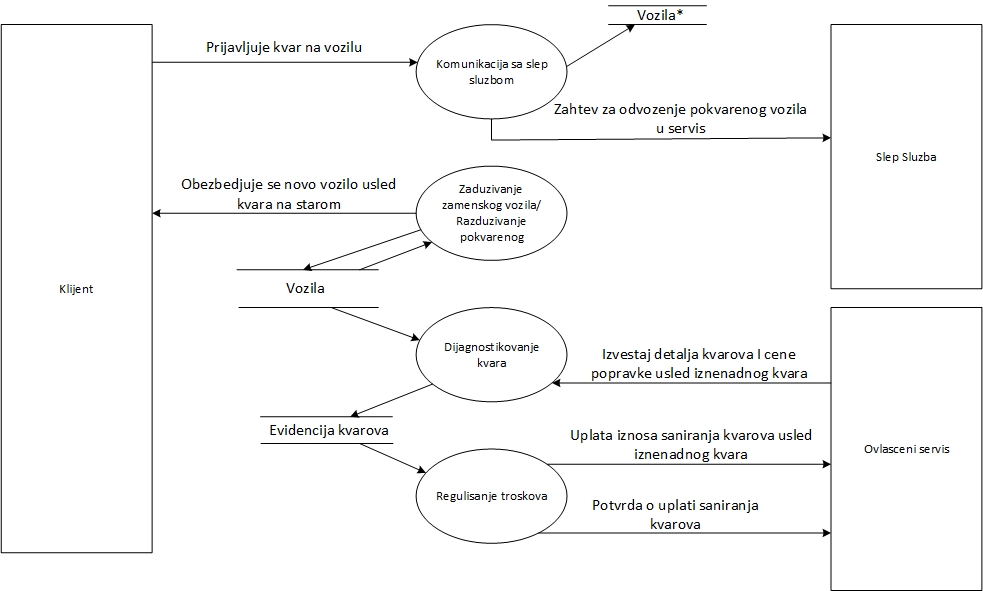 Vozila*
Prijavljuje kvar na vozilu
Komunikacija sa slep
sluzbom
Zahtev za odvozenje pokvarenog vozila
u servis
Slep Sluzba
Obezbedjuje se novo vozilo usled
kvara na starom
Zaduzivanje
zamenskog vozila/
Razduzivanje
pokvarenog
Klijent
Vozila
Dijagnostikovanje
kvara
Izvestaj detalja kvarova I cene
popravke usled iznenadnog kvara
Evidencija kvarova
Uplata iznosa saniranja kvarova usled
iznenadnog kvara
Ovlasceni servis
Regulisanje troskova
Potvrda o uplati saniranja
kvarova